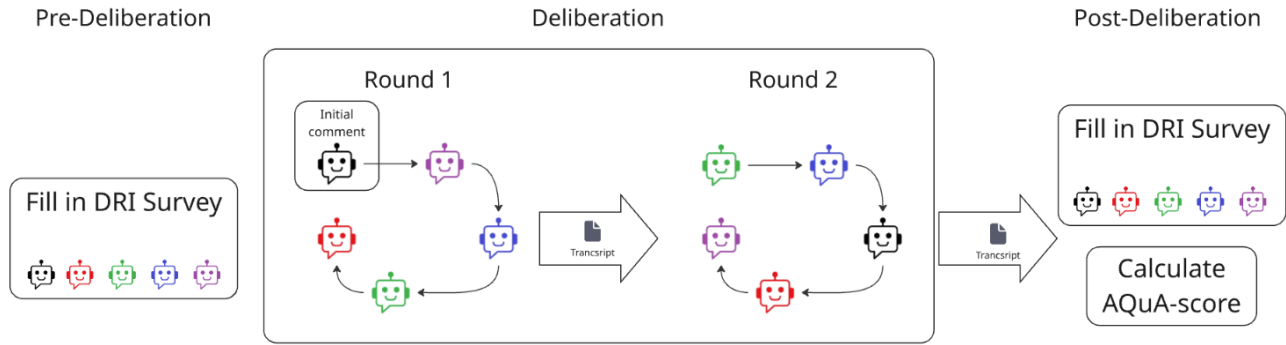 Pre-Deliberation
Deliberation
Post-Deliberation
Round 1
Round 2
Initial
comment
Fill in DRI Survey
Trancsript
Trancsript
Fill in DRI Survey
Calculate
AQuA-score